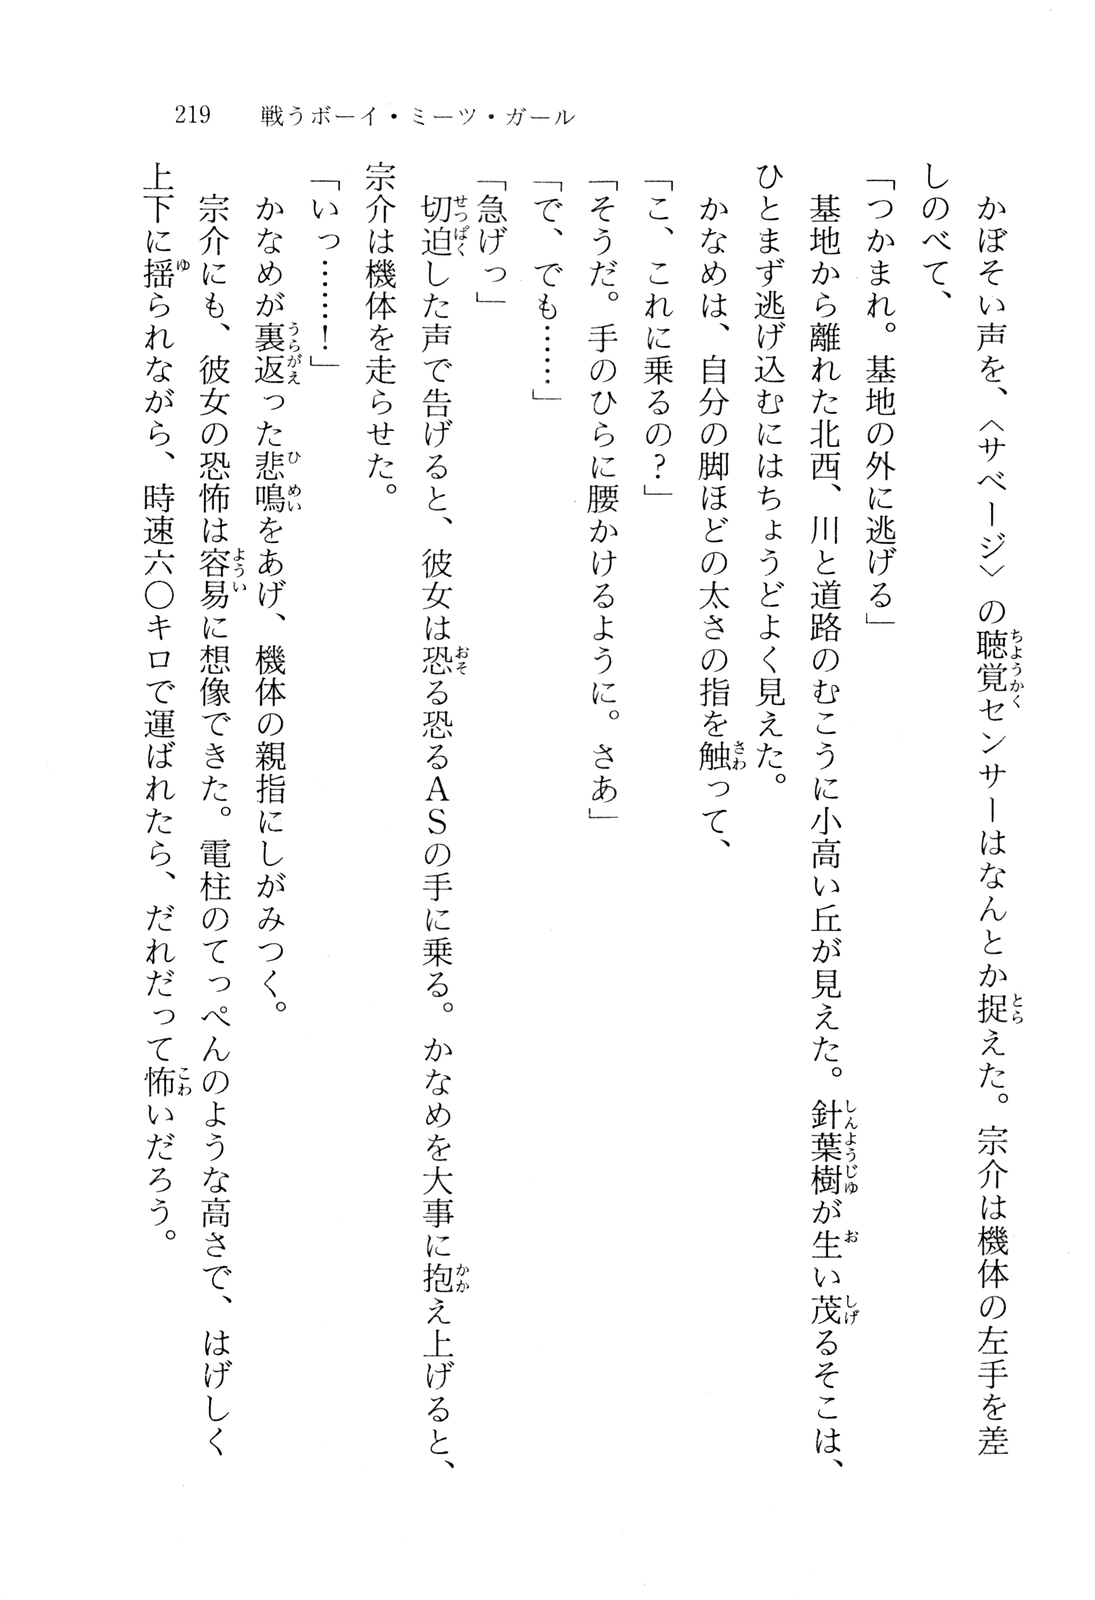 219　戦うボーイ・ミーツ・ガール
　かぼそい声を、〈サベージ〉の聴覚センサーはなんとか捉えた。宗介は機体の左手を差
しのべて、
「つかまれ。基地の外に逃げる」
　基地から離れた北西、川と道路のむこうに小高い丘が見えた。針葉樹が生い茂るそこは、
ひとまず逃げ込むにはちょうどよく見えた。
　かなめは、自分の脚ほどの太さの指を触って、
「こ、これに乗るの？」
「そうだ。手のひらに腰かけるように。さあ」
「で、でも……」
「急げっ」
　切迫した声で告げると、彼女は恐る恐るＡＳの手に乗る。かなめを大事に抱え上げると、
宗介は機体を走らせた。
「いっ……！」
　かなめが裏返った悲鳴をあげ、機体の親指にしがみつく。
　宗介にも、彼女の恐怖は容易に想像できた。電柱のてっぺんのような高さで、はげしく
上下に揺られながら、時速六〇キロで運ばれたら、だれだって怖いだろう。